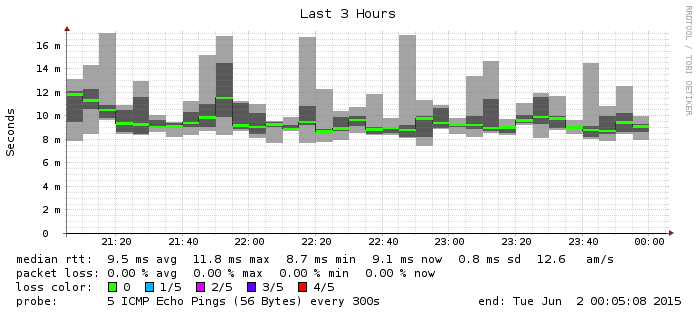 Last 3 Hours
RRDTOOL / TOBI OETIKER
Seconds
16 m
14 m
12 m
10 m
8 m
6 m
4 m
2 m
0
21:20 21:40 22:00 22:20 22:40 23:00 23:20 23:40 00:00
median rtt: 9.5 ms avg 11.8 ms max 8.7 ms min 9.1 ms now 0.8 ms sd 12.6 am/s
packet loss: 0.00 % avg 0.00 % max 0.00 % min 0.00 % now
loss color: 0 1/5 2/5 3/5 4/5
probe: 5 ICMP Echo Pings (56 Bytes) every 300s end: Tue Jun 2 00:05:08 2015